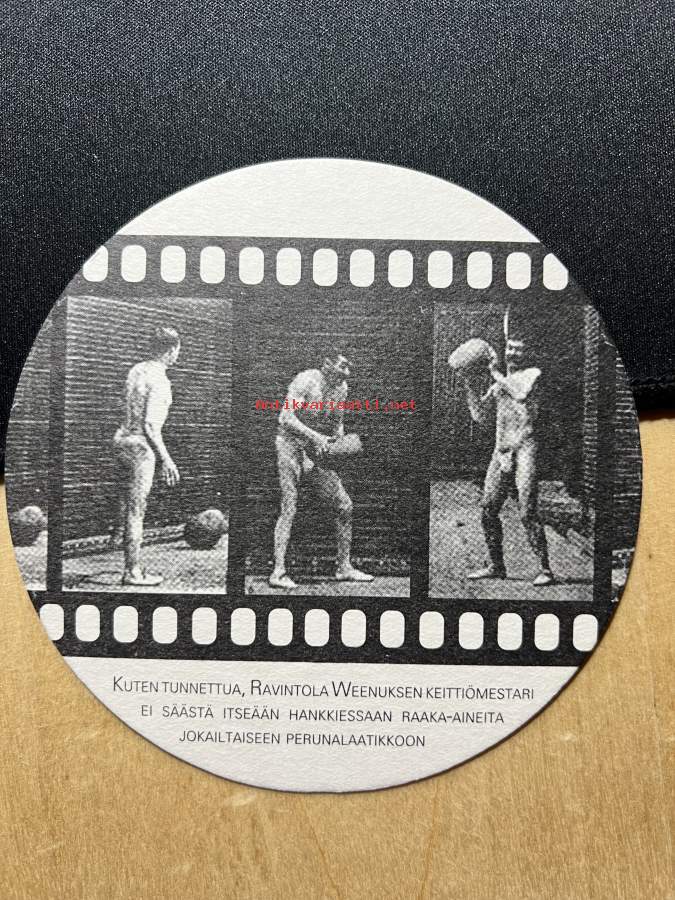 antikvariaatti.net
KUTEN TUNNETTUA, RAVINTOLA WEENUKSEN KEITTIÖMESTARI
EI SÄÄSTÄ ITSEÄÄN HANKKIESSAAN RAAKA-AINEITA
JOKAILTAISEEN PERUNALAATIKKOON